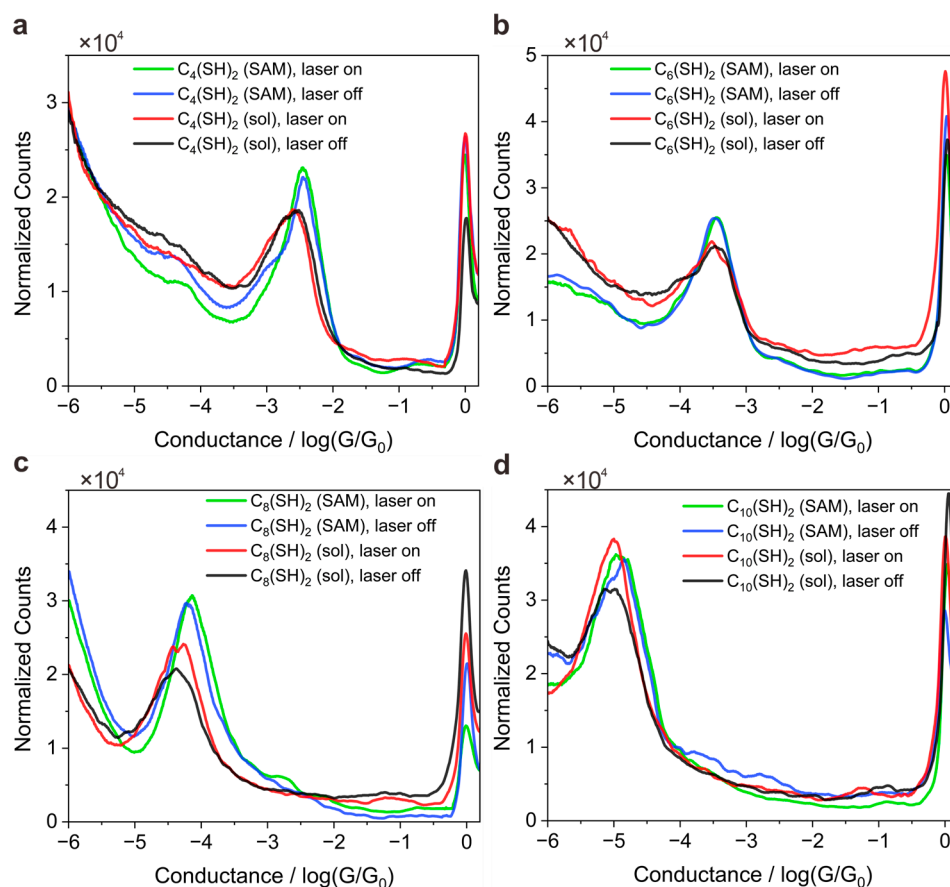 a
×10⁴
C₄(SH)₂ (SAM), laser on
C₄(SH)₂ (SAM), laser off
C₄(SH)₂ (sol), laser on
C₄(SH)₂ (sol), laser off
Normalized Counts
3
2
1
0
−6 −5 −4 −3 −2 −1 0
Conductance / log(G/G₀)
b
×10⁴
C₆(SH)₂ (SAM), laser on
C₆(SH)₂ (SAM), laser off
C₆(SH)₂ (sol), laser on
C₆(SH)₂ (sol), laser off
Normalized Counts
5
4
3
2
1
0
−6 −5 −4 −3 −2 −1 0
Conductance / log(G/G₀)
c
×10⁴
C₈(SH)₂ (SAM), laser on
C₈(SH)₂ (SAM), laser off
C₈(SH)₂ (sol), laser on
C₈(SH)₂ (sol), laser off
Normalized Counts
4
3
2
1
0
−6 −5 −4 −3 −2 −1 0
Conductance / log(G/G₀)
d
×10⁴
C₁₀(SH)₂ (SAM), laser on
C₁₀(SH)₂ (SAM), laser off
C₁₀(SH)₂ (sol), laser on
C₁₀(SH)₂ (sol), laser off
Normalized Counts
4
3
2
1
0
−6 −5 −4 −3 −2 −1 0
Conductance / log(G/G₀)